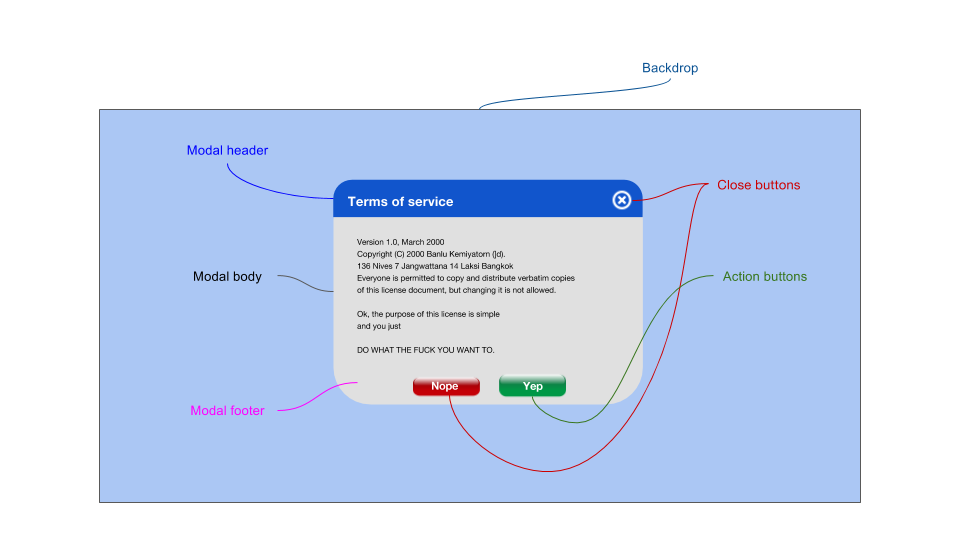 Backdrop
Modal header
Close buttons
Terms of service
Version 1.0, March 2000
Copyright (C) 2000 Banlu Kemiyatorn (]d).
136 Nives 7 Jangwattana 14 Laksi Bangkok
Everyone is permitted to copy and distribute verbatim copies
of this license document, but changing it is not allowed.
Modal body
Action buttons
Ok, the purpose of this license is simple
and you just
DO WHAT THE FUCK YOU WANT TO.
Nope
Yep
Modal footer